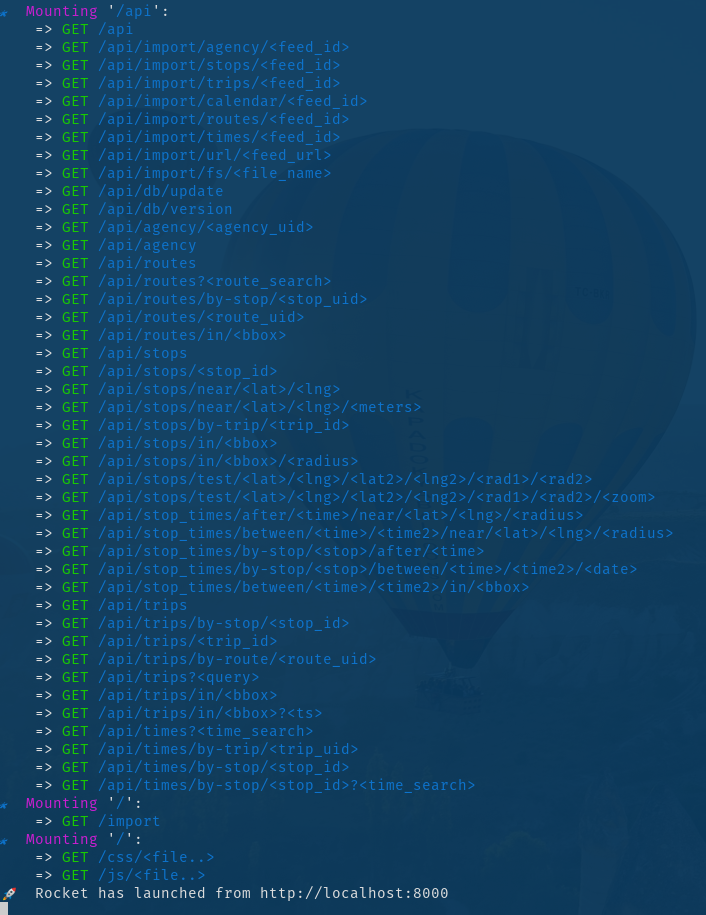 Mounting '/api':
=> GET /api
=> GET /api/import/agency/<feed_id>
=> GET /api/import/stops/<feed_id>
=> GET /api/import/trips/<feed_id>
=> GET /api/import/calendar/<feed_id>
=> GET /api/import/routes/<feed_id>
=> GET /api/import/times/<feed_id>
=> GET /api/import/url/<feed_url>
=> GET /api/import/fs/<file_name>
=> GET /api/db/update
=> GET /api/db/version
=> GET /api/agency/<agency_uid>
=> GET /api/agency
=> GET /api/routes
=> GET /api/routes?<route_search>
=> GET /api/routes/by-stop/<stop_uid>
=> GET /api/routes/<route_uid>
=> GET /api/routes/in/<bbox>
=> GET /api/stops
=> GET /api/stops/<stop_id>
=> GET /api/stops/near/<lat>/<lng>
=> GET /api/stops/near/<lat>/<lng>/<meters>
=> GET /api/stops/by-trip/<trip_id>
=> GET /api/stops/in/<bbox>
=> GET /api/stops/in/<bbox>/<radius>
=> GET /api/stops/test/<lat>/<lng>/<lat2>/<lng2>/<rad1>/<rad2>
=> GET /api/stops/test/<lat>/<lng>/<lat2>/<lng2>/<rad1>/<rad2>/<zoom>
=> GET /api/stop_times/after/<time>/near/<lat>/<lng>/<radius>
=> GET /api/stop_times/between/<time>/<time2>/near/<lat>/<lng>/<radius>
=> GET /api/stop_times/by-stop/<stop>/after/<time>
=> GET /api/stop_times/by-stop/<stop>/between/<time>/<time2>/<date>
=> GET /api/stop_times/between/<time>/<time2>/in/<bbox>
=> GET /api/trips
=> GET /api/trips/by-stop/<stop_id>
=> GET /api/trips/<trip_id>
=> GET /api/trips/by-route/<route_uid>
=> GET /api/trips?<query>
=> GET /api/trips/in/<bbox>
=> GET /api/trips/in/<bbox>?<ts>
=> GET /api/times?<time_search>
=> GET /api/times/by-trip/<trip_uid>
=> GET /api/times/by-stop/<stop_id>
=> GET /api/times/by-stop/<stop_id>?<time_search>
Mounting '/':
=> GET /import
Mounting '/':
=> GET /css/<file..>
=> GET /js/<file..>
🚀 Rocket has launched from http://localhost:8000